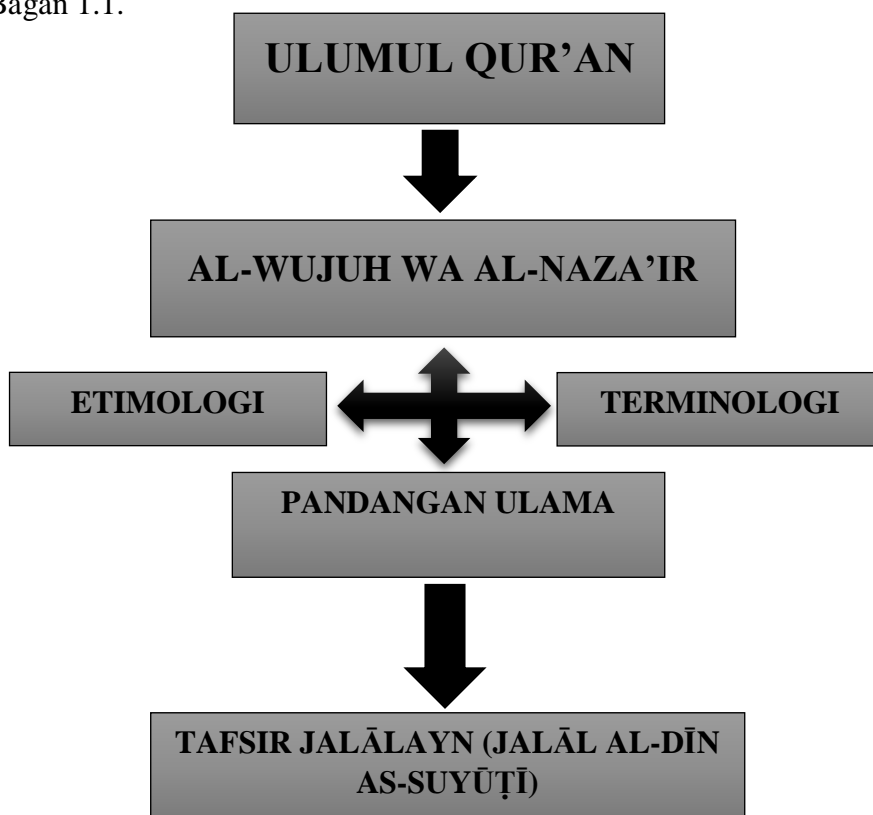 Bagan 1.1.
ULUMUL QUR’AN
AL-WUJUH WA AL-NAZA’IR
ETIMOLOGI
TERMINOLOGI
PANDANGAN ULAMA
TAFSIR JALĀLAYN (JALĀL AL-DĪN
AS-SUYŪṬĪ)